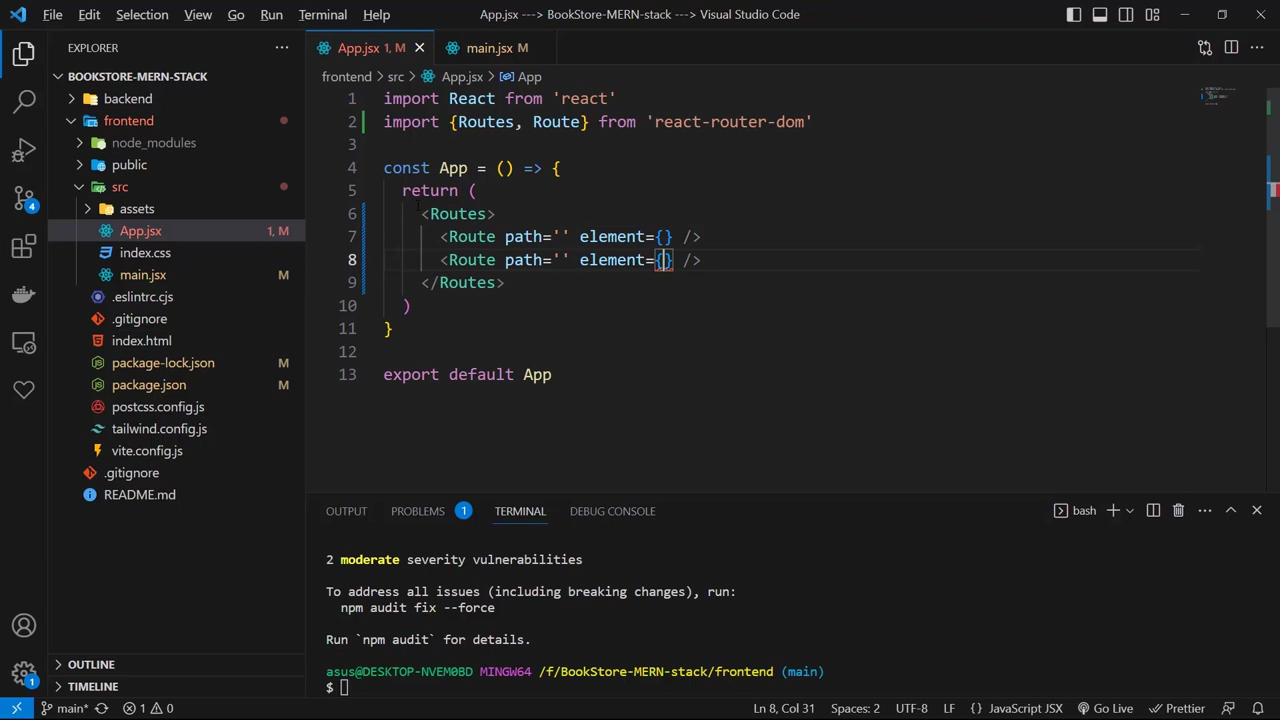 File Edit Selection View Go Run Terminal Help
App.jsx ---> BookStore-MERN-stack ---> Visual Studio Code
EXPLORER
BOOKSTORE-MERN-STACK
backend
frontend
node_modules
public
src
assets
App.jsx 1, M
index.css
main.jsx M
.eslintrc.cjs
.gitignore
index.html
package-lock.json M
package.json M
postcss.config.js
tailwind.config.js
vite.config.js
.gitignore
README.md
OUTLINE
TIMELINE
4
1
App.jsx 1, M
main.jsx M
frontend > src > App.jsx > App
1 import React from 'react'
2 import {Routes, Route} from 'react-router-dom'
3
4 const App = () => {
5 return (
6 <Routes>
7 <Route path='' element={} />
8 <Route path='' element={} />
9 </Routes>
10 )
11 }
12
13 export default App
OUTPUT PROBLEMS 1 TERMINAL DEBUG CONSOLE
bash
2 moderate severity vulnerabilities
To address all issues (including breaking changes), run:
npm audit fix --force
Run `npm audit` for details.
asus@DESKTOP-NVEM0BD MINGW64 /f/BookStore-MERN-stack/frontend (main)
$
main* 1 0
Ln 8, Col 31 Spaces: 2 UTF-8 LF {} JavaScript JSX Go Live Prettier